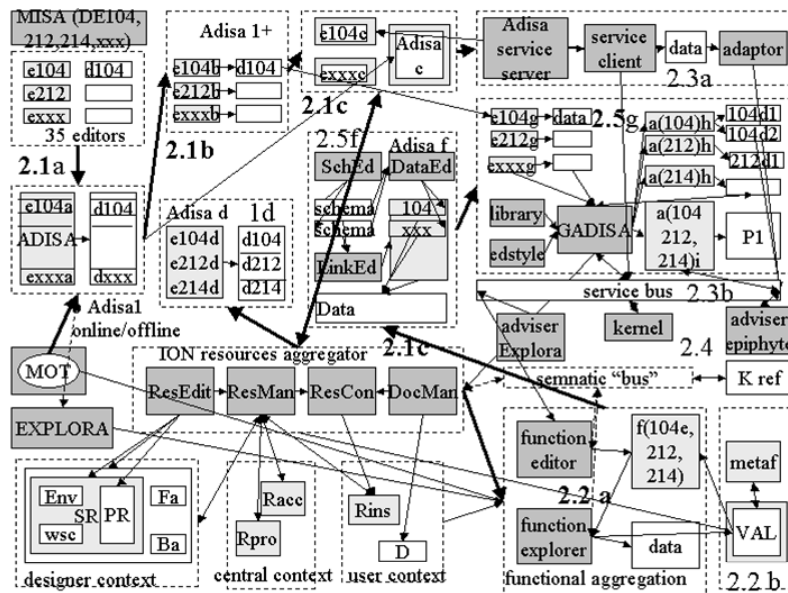 MISA (DE104,
212,214,xxx)
e104 d104
e212
exxx
35 editors
2.1a
e104a d104
ADISA
exxxa dxxx
Adisa1
online/offline
MOT
EXPLORA
Adisa 1+
e104b d104
e212b
exxxb
2.1b
e104c
exxxc
Adisa
c
2.1c
Adisa
service
server
service
client
data
adaptor
2.3a
2.5f
Adisa f
SchEd DataEd
schema 104
schema xxx
LinkEd
Data
Adisa d 1d
e104d d104
e212d d212
e214d d214
e104g data
e212g
exxxg
2.5g
a(104)h
a(212)h
a(214)h
104d1
104d2
212d1
library
edstyle
GADISA
a(104
212,
214)i
P1
service bus
2.3b
adviser
Explora
kernel
2.4
adviser
epiphyte
2.1c
semnatic "bus"
K ref
ION resources aggregator
ResEdit ResMan ResCon DocMan
function
editor
f(104e,
212,
214)
metaf
2.2 a
function
explorer
data
VAL
functional aggregation
2.2 b
Env
SR
PR
wsc
Fa
Ba
designer context
Racc
Rpro
central context
Rins
D
user context